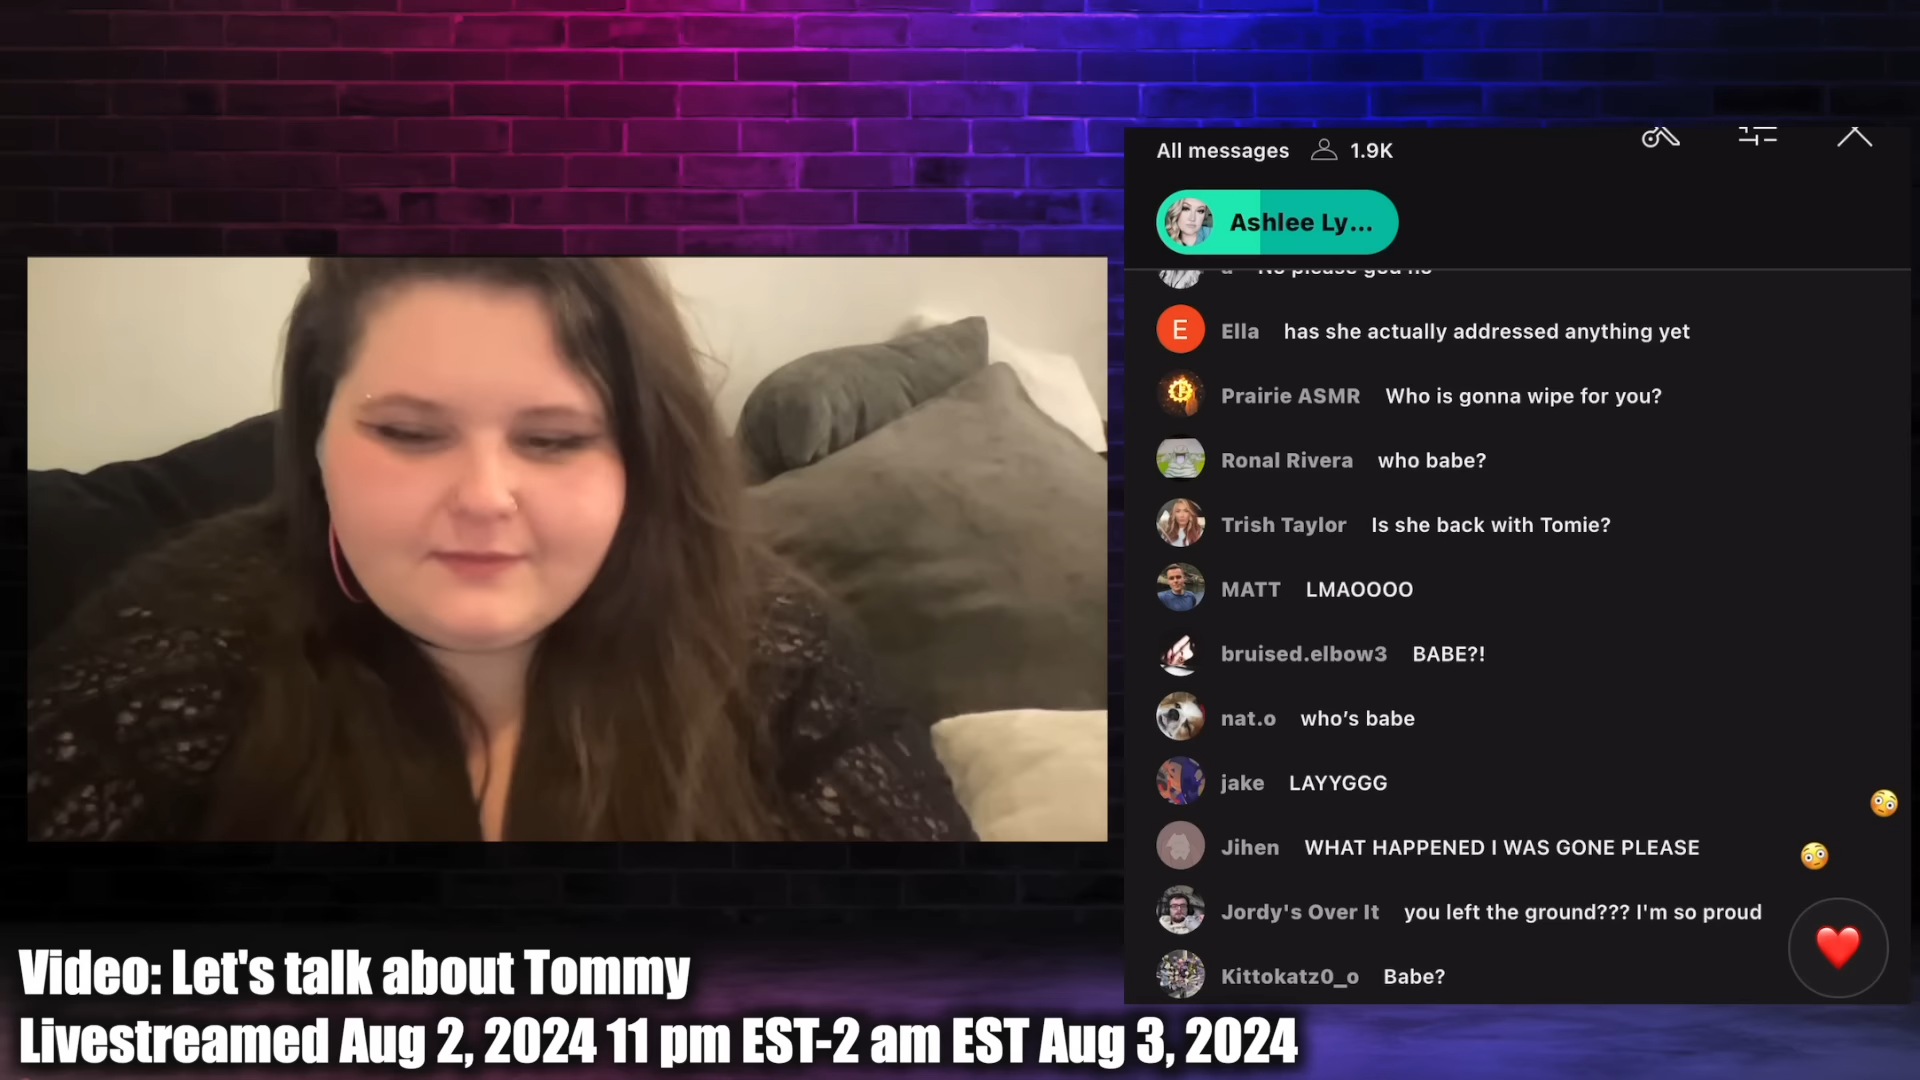 All messages 1.9K
Ashlee Ly...
Ella has she actually addressed anything yet
Prairie ASMR Who is gonna wipe for you?
Ronal Rivera who babe?
Trish Taylor Is she back with Tomie?
MATT LMAOOOO
bruised.elbow3 BABE?!
nat.o who's babe
jake LAYYGGG
Jihen WHAT HAPPENED I WAS GONE PLEASE
Jordy's Over It you left the ground??? I'm so proud
Kittokatz0_o Babe?
Video: Let's talk about Tommy
Livestreamed Aug 2, 2024 11 pm EST-2 am EST Aug 3, 2024